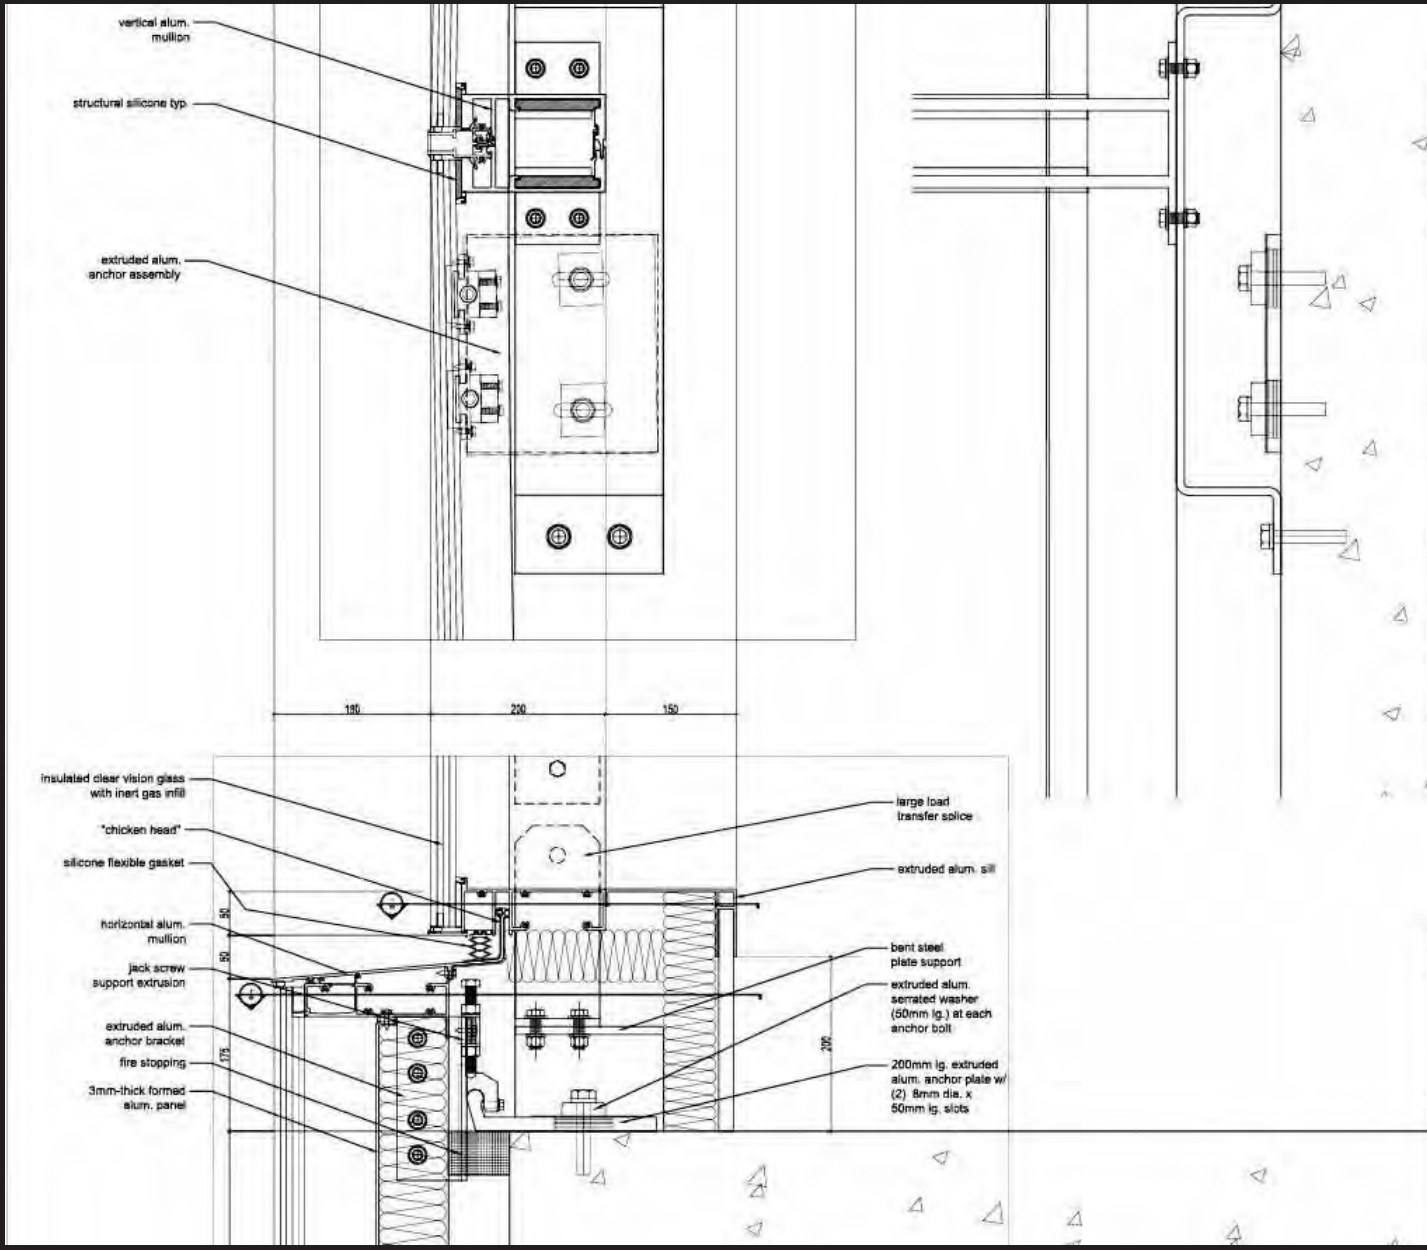 vertical alum.
mullion
structural silicone typ.
extruded alum.
anchor assembly
190
200
150
insulated clear vision glass
with inert gas infill
"chicken head"
silicone flexible gasket
horizontal alum.
mullion
jack screw
support extrusion
extruded alum.
anchor bracket
fire stopping
3mm-thick formed
alum. panel
large load
transfer splice
extruded alum. sill
bent steel
plate support
extruded alum.
serrated washer
(50mm lg.) at each
anchor bolt
200mm lg. extruded
alum. anchor plate w/
(2) 8mm dia. x
50mm lg. slots
175
200